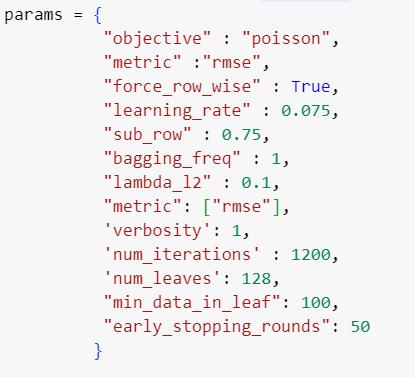 params = {
"objective" : "poisson",
"metric" :"rmse",
"force_row_wise" : True,
"learning_rate" : 0.075,
"sub_row" : 0.75,
"bagging_freq" : 1,
"lambda_l2" : 0.1,
"metric": ["rmse"],
'verbosity': 1,
'num_iterations' : 1200,
'num_leaves': 128,
"min_data_in_leaf": 100,
"early_stopping_rounds": 50
}